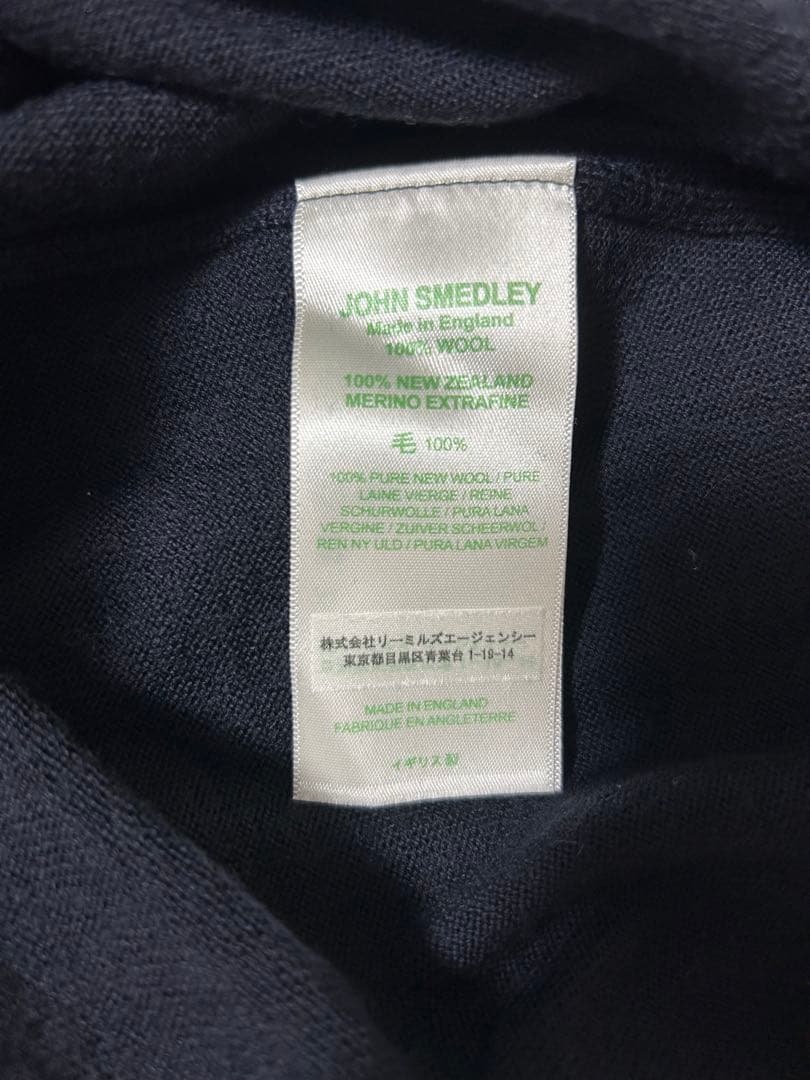 JOHN SMEDLEY
Made in England
100% WOOL
100% NEW ZEALAND
MERINO EXTRAFINE
毛 100%
100% PURE NEW WOOL / PURE
LAINE VIERGE / REINE
SCHURWOLLE / PURA LANA
VERGINE / ZUIVER SCHEERWOL /
REN NY ULD / PURA LANA VIRGEM
株式会社リーミルズエージェンシー
東京都目黒区青葉台 1-19-14
MADE IN ENGLAND
FABRIQUE EN ANGLETERRE
イギリス製